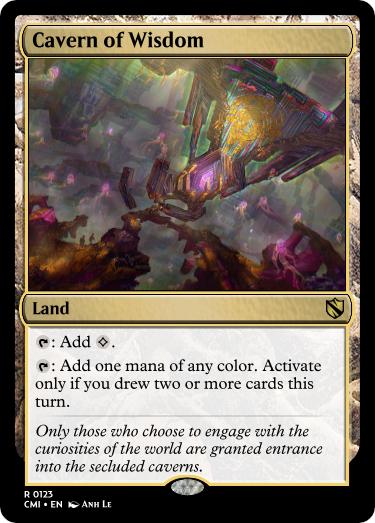 Cavern of Wisdom
Land
: Add .
: Add one mana of any color. Activate
only if you drew two or more cards this
turn.
Only those who choose to engage with the
curiosities of the world are granted entrance
into the secluded caverns.
R 0123
CMI • EN Anh Le